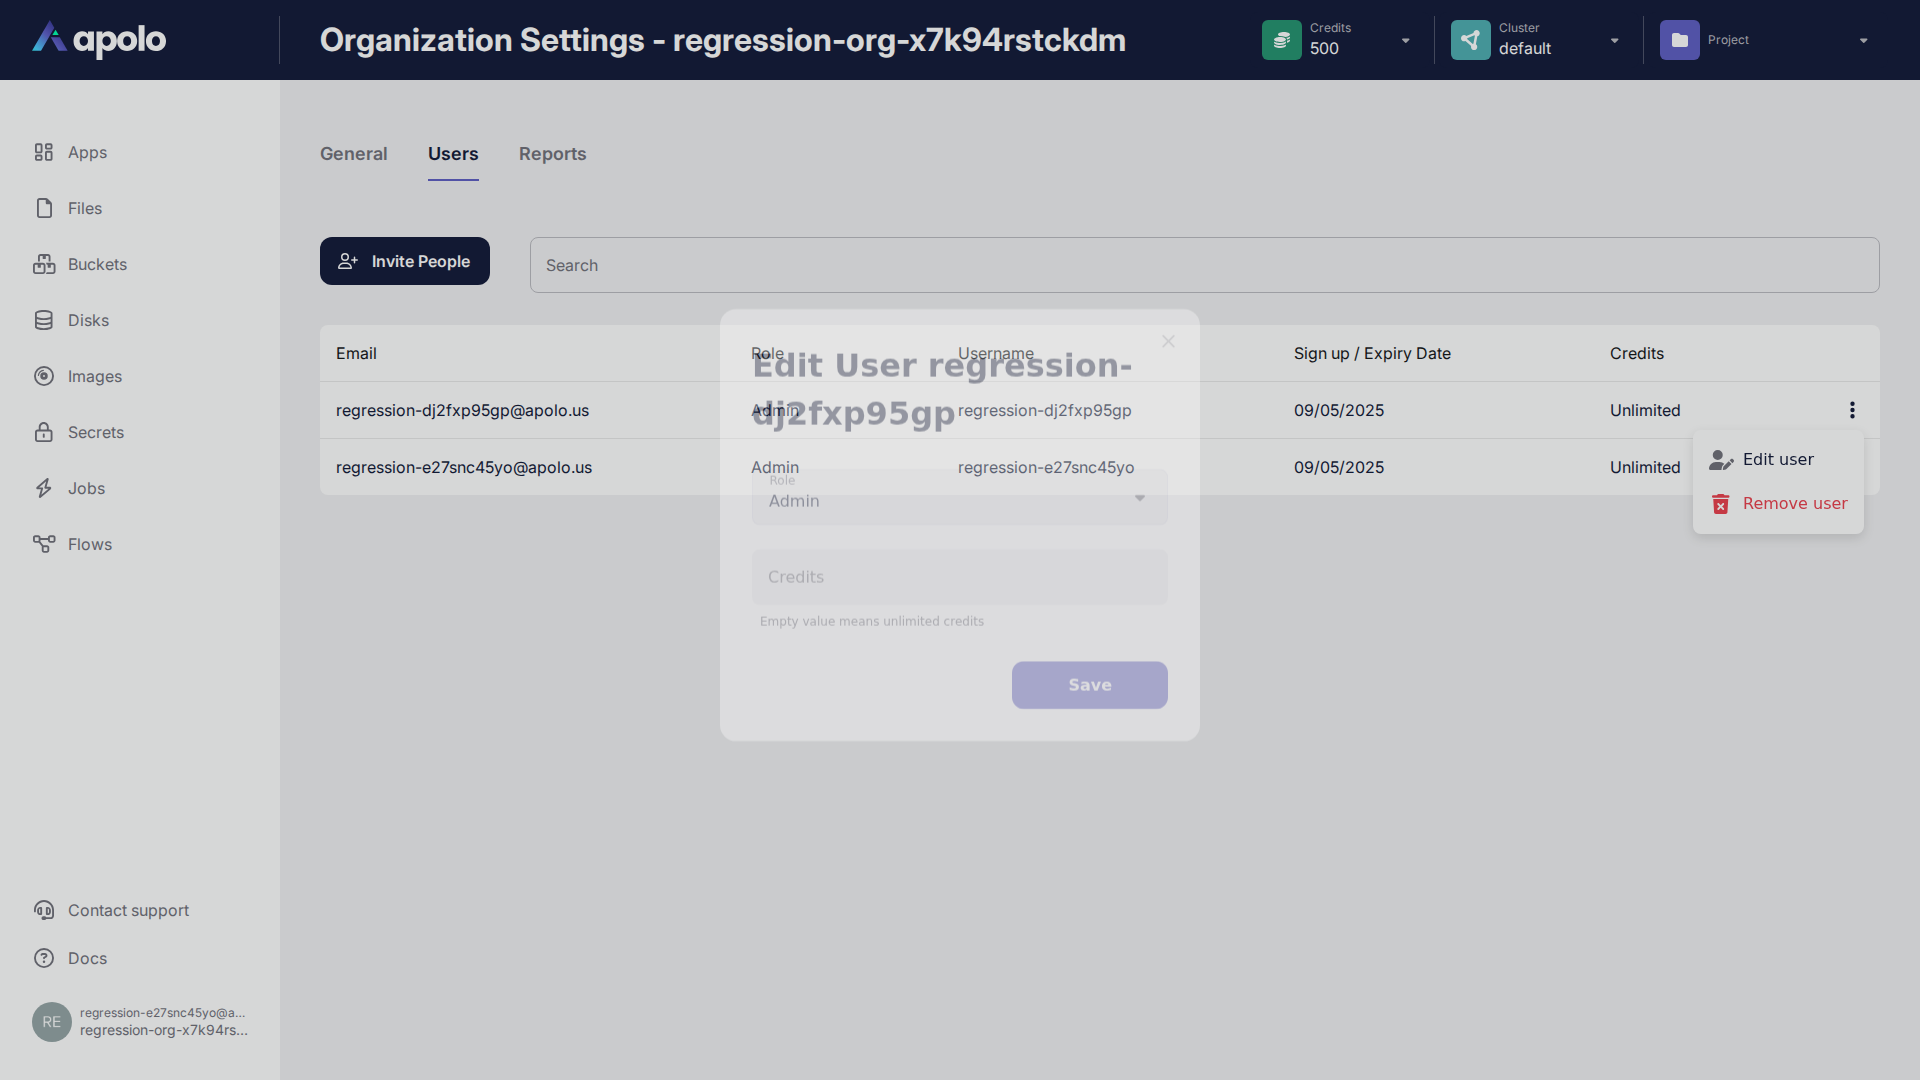 apolo
Organization Settings - regression-org-x7k94rstckdm
Credits
500
Cluster
default
Project
Apps
Files
Buckets
Disks
Images
Secrets
Jobs
Flows
Contact support
Docs
RE
regression-e27snc45yo@a...
regression-org-x7k94rs...
General
Users
Reports
Invite People
Search
Email
Role
Username
Sign up / Expiry Date
Credits
regression-dj2fxp95gp@apolo.us
Admin
regression-dj2fxp95gp
09/05/2025
Unlimited
regression-e27snc45yo@apolo.us
Admin
regression-e27snc45yo
09/05/2025
Unlimited
Edit user
Remove user
Edit User regression-
dj2fxp95gp
Role
Admin
Credits
Empty value means unlimited credits
Save